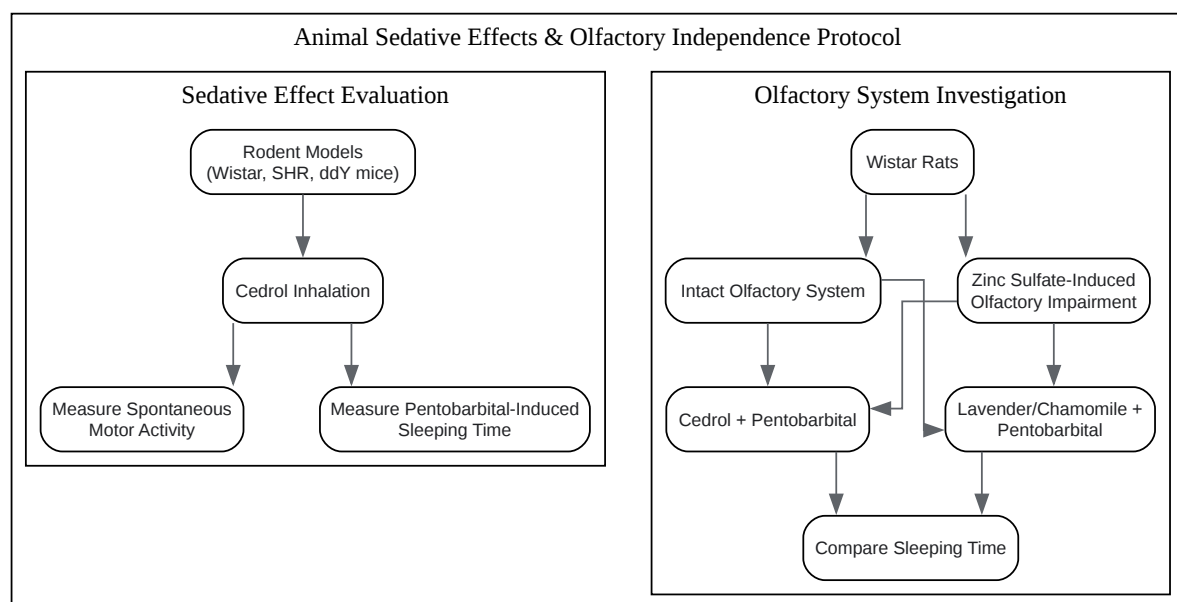 Animal Sedative Effects & Olfactory Independence Protocol
Sedative Effect Evaluation
Rodent Models
(Wistar, SHR, ddY mice)
Cedrol Inhalation
Measure Spontaneous
Motor Activity
Measure Pentobarbital-Induced
Sleeping Time
Olfactory System Investigation
Wistar Rats
Intact Olfactory System
Zinc Sulfate-Induced
Olfactory Impairment
Cedrol + Pentobarbital
Lavender/Chamomile +
Pentobarbital
Compare Sleeping Time